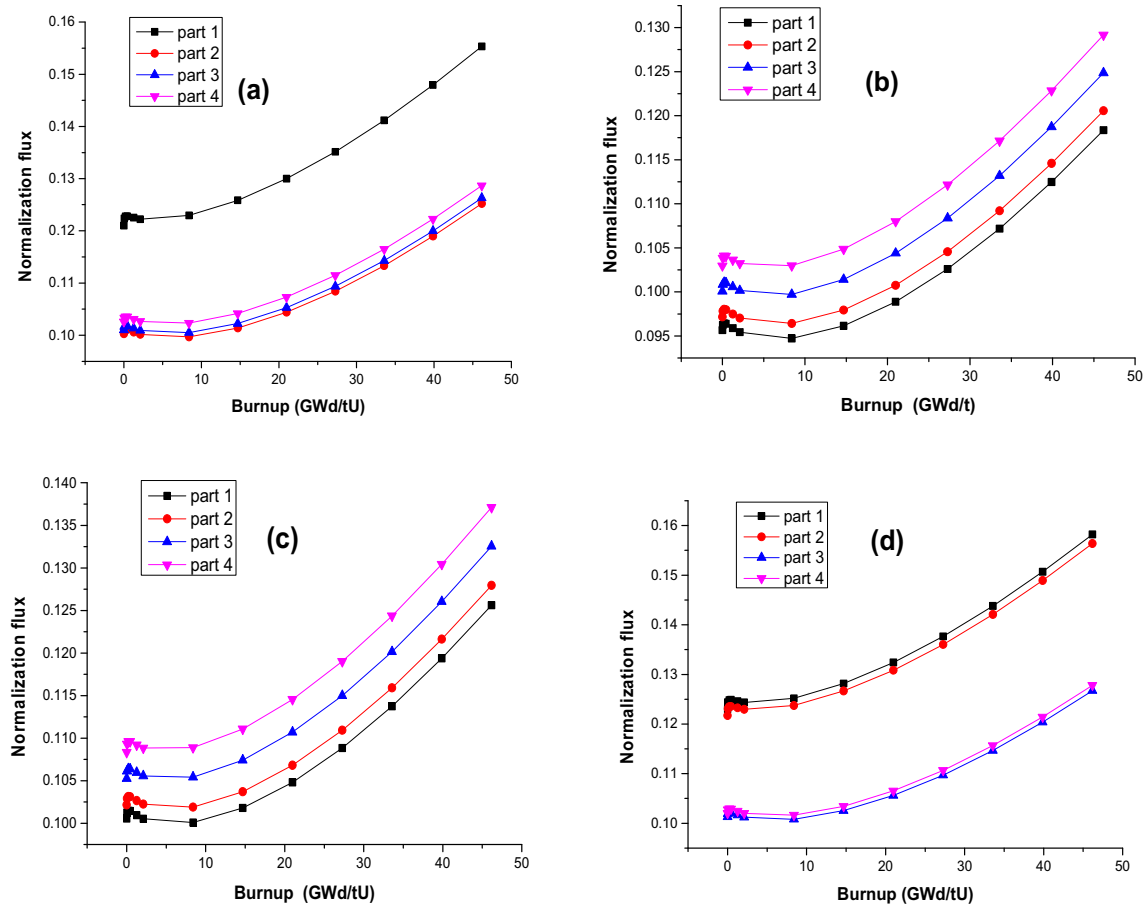 0.16
0.15
0.14
0.13
0.12
0.11
0.10
Normalization flux
part 1
part 2
part 3
part 4
(a)
0 10 20 30 40 50
Burnup (GWd/tU)
0.130
0.125
0.120
0.115
0.110
0.105
0.100
0.095
Normalization flux
part 1
part 2
part 3
part 4
(b)
0 10 20 30 40 50
Burnup (GWd/t)
0.140
0.135
0.130
0.125
0.120
0.115
0.110
0.105
0.100
Normalization flux
part 1
part 2
part 3
part 4
(c)
0 10 20 30 40 50
Burnup (GWd/tU)
0.16
0.15
0.14
0.13
0.12
0.11
0.10
Normalization flux
part 1
part 2
part 3
part 4
(d)
0 10 20 30 40 50
Burnup (GWd/tU)